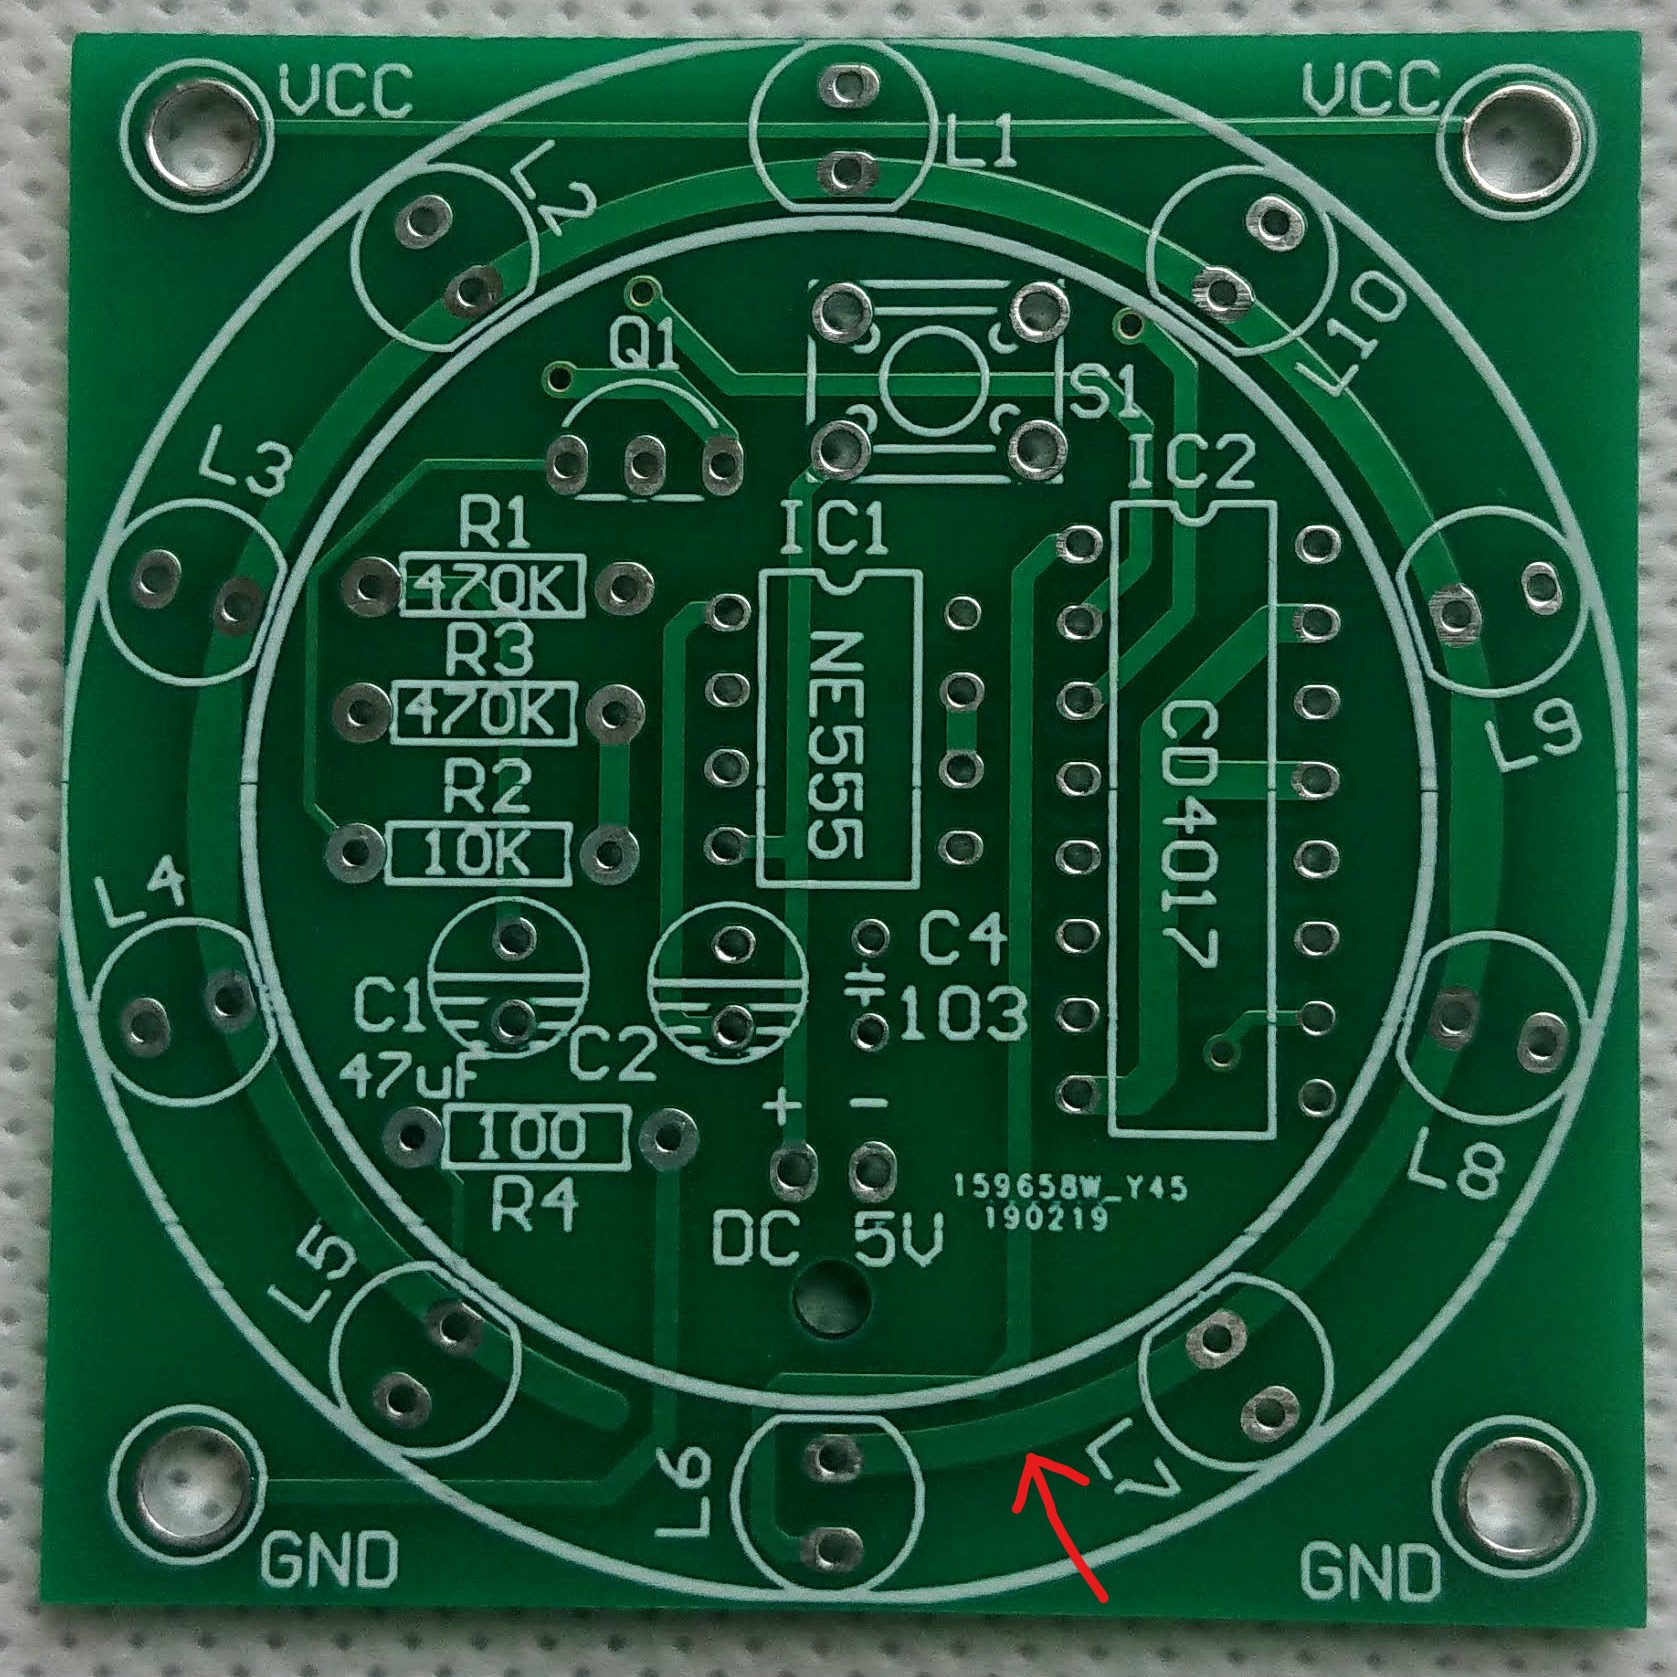 VCC
VCC
L1
L2
L10
Q1
S1
L3
IC2
R1
IC1
470K
R3
470K
NE555
L9
R2
10K
CD4017
L4
C4
C1
103
C2
47uF
+ -
100
L8
159658W_Y45
190219
R4
DC 5V
L5
L7
L6
GND
GND